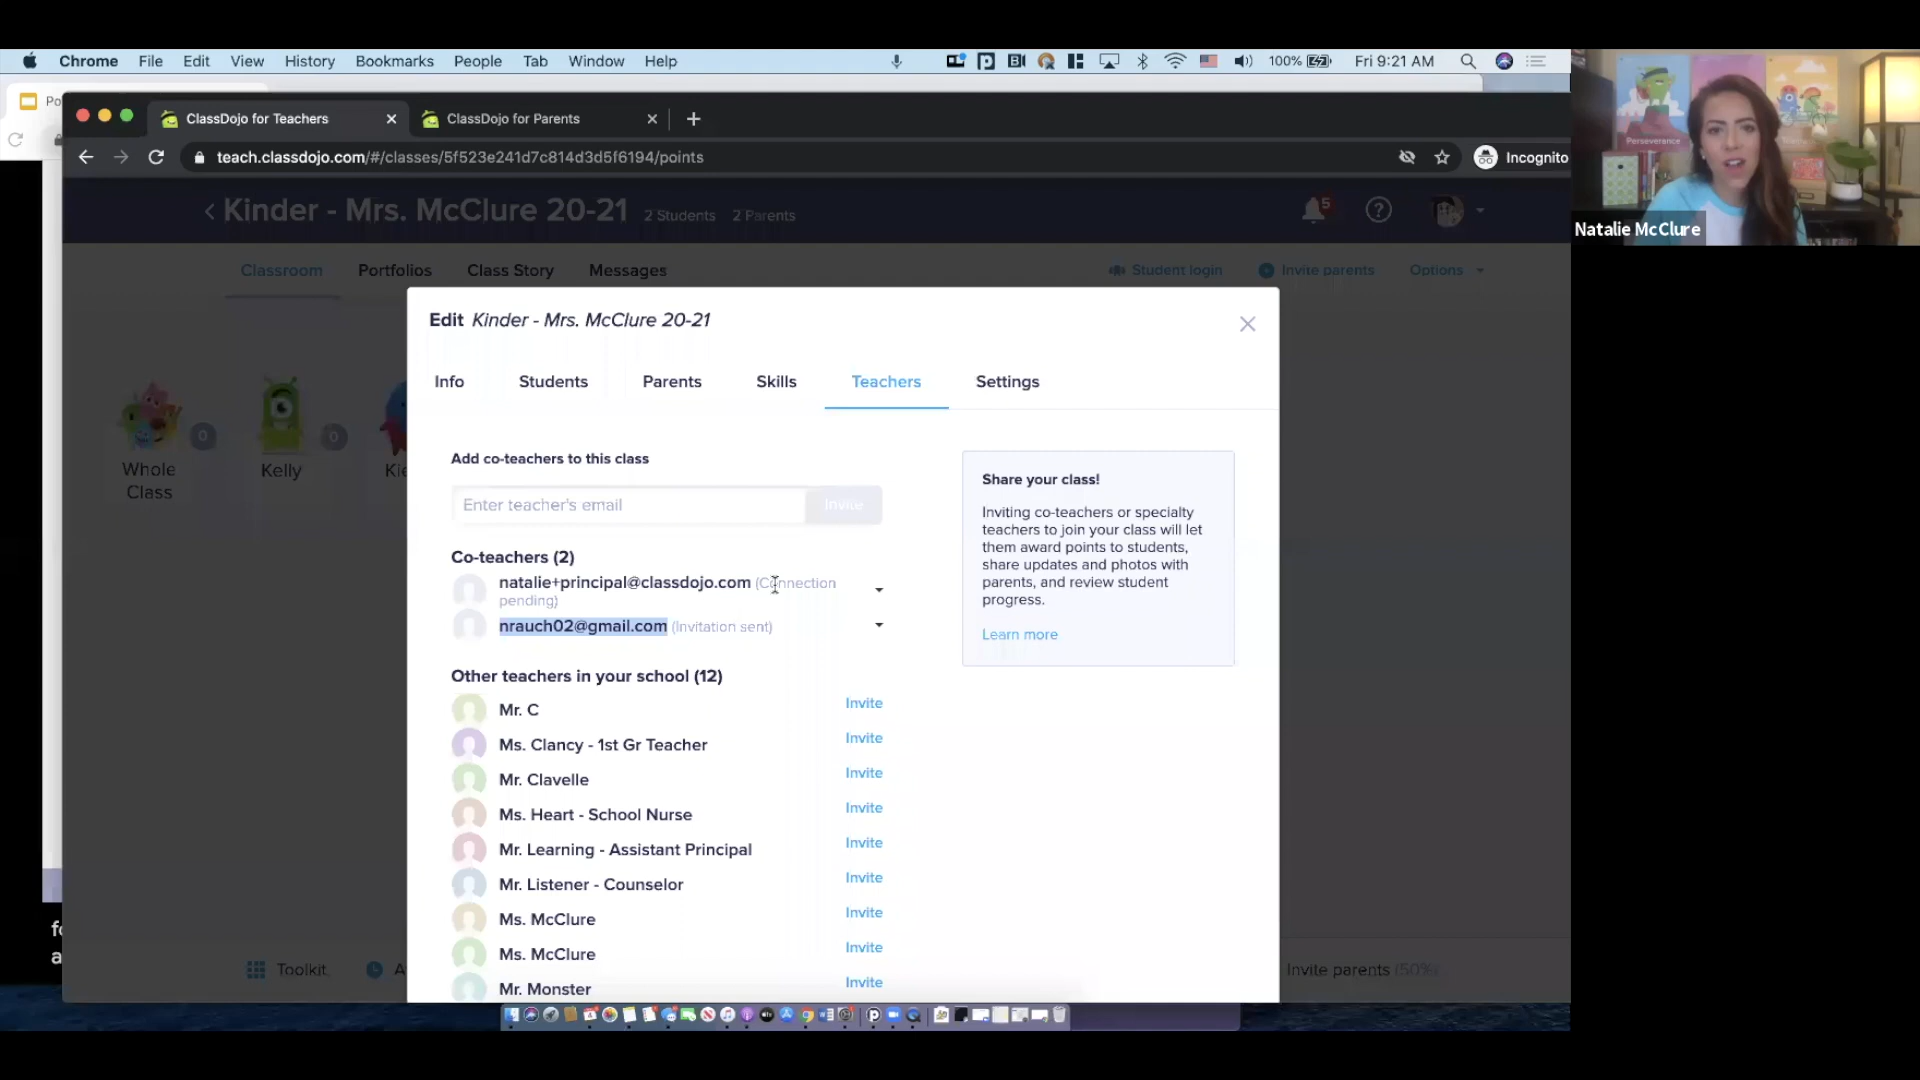 Chrome File Edit View History Bookmarks People Tab Window Help 100% Fri 9:21 AM
Po
ClassDojo for Teachers
ClassDojo for Parents
teach.classdojo.com/#/classes/5f523e241d7c814d3d5f6194/points
Incognito
Perseverance
Natalie McClure
Kinder - Mrs. McClure 20-21 2 Students 2 Parents
5
Classroom Portfolios Class Story Messages
Student login Invite parents Options
Edit Kinder - Mrs. McClure 20-21
Info Students Parents Skills Teachers Settings
Whole
Class
0
Kelly
0
Kie
Add co-teachers to this class
Enter teacher's email Invite
Co-teachers (2)
natalie+principal@classdojo.com (Connection
pending)
nrauch02@gmail.com (Invitation sent)
Share your class!
Inviting co-teachers or specialty
teachers to join your class will let
them award points to students,
share updates and photos with
parents, and review student
progress.
Learn more
Other teachers in your school (12)
Mr. C Invite
Ms. Clancy - 1st Gr Teacher Invite
Mr. Clavelle Invite
Ms. Heart - School Nurse Invite
Mr. Learning - Assistant Principal Invite
Mr. Listener - Counselor Invite
Ms. McClure Invite
Ms. McClure Invite
Mr. Monster Invite
Toolkit A
Invite parents (50%)